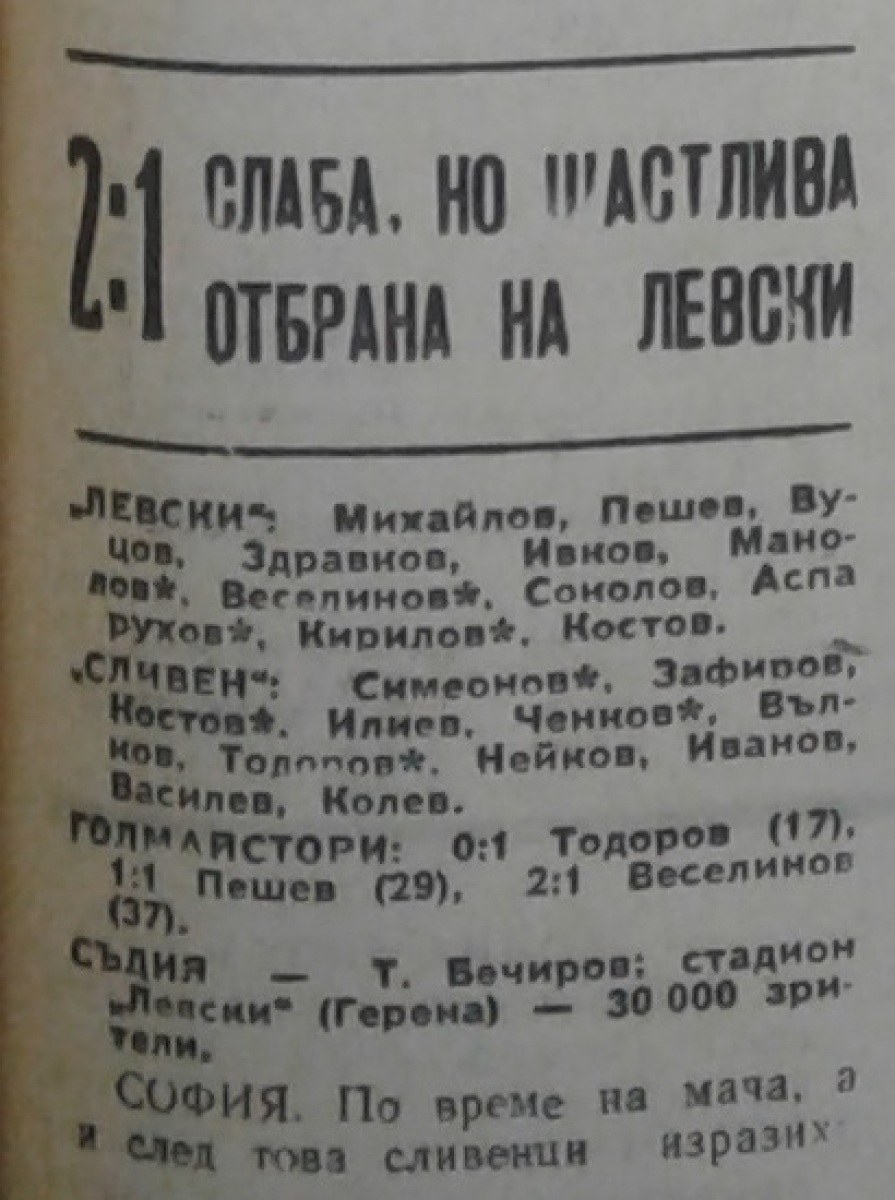 2:1 СЛАБА, НО ЩАСТЛИВА
ОТБРАНА НА ЛЕВСКИ
„ЛЕВСКИ“: Михайлов, Пешев, Ву-
цов, Здравков, Ивков, Мано-
лов*, Веселинов*, Соколов, Аспа
рухов*, Кирилов*, Костов.
„СЛИВЕН“: Симеонов*, Зафиров,
Костов*, Илиев, Ченков*, Въл-
ков, Тодоров*, Нейков, Иванов,
Василев, Колев.
ГОЛМАЙСТОРИ: 0:1 Тодоров (17),
1:1 Пешев (29), 2:1 Веселинов
(37).
СЪДИЯ — Т. Бечиров; стадион
„Левски“ (Герена) — 30 000 зри-
тели.
СОФИЯ. По време на мача, а
и след това сливенци изразих-